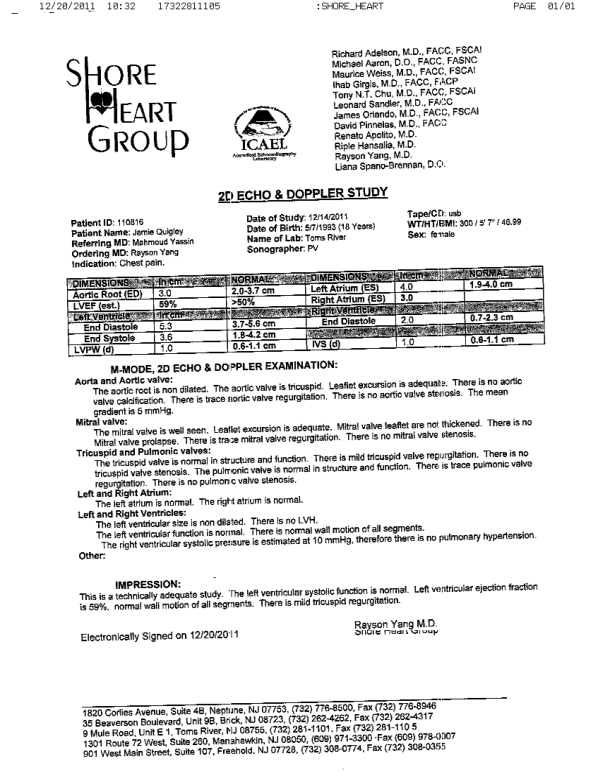 12/20/2011 10:32 17322811105 :SHORE_HEART PAGE 01/01
SHORE
HEART
GROUP
ICAEL
Accredited Echocardiography
Laboratory
Richard Adelson, M.D., FACC, FSCAI
Michael Aaron, D.O., FACC, FASNC
Maurice Weiss, M.D., FACC, FSCAI
Ihab Girgis, M.D., FACC, FACP
Tony N.T. Chu, M.D., FACC, FSCAI
Leonard Sandler, M.D., FACC
James Orlando, M.D., FACC, FSCAI
David Pinnelas, M.D., FACC
Renato Apolito, M.D.
Riple Hansalia, M.D.
Rayson Yang, M.D.
Liana Spano-Brennan, D.O.
2D ECHO & DOPPLER STUDY
Patient ID: 110816
Patient Name: Jamie Quigley
Referring MD: Mahmoud Yassin
Ordering MD: Rayson Yang
Indication: Chest pain.
Date of Study: 12/14/2011
Date of Birth: 5/7/1993 (18 Years)
Name of Lab: Toms River
Sonographer: PV
Tape/CD: usb
WT/HT/BMI: 300 / 5' 7" / 46.99
Sex: female
DIMENSIONS In cm NORMAL DIMENSIONS In cm NORMAL
Aortic Root (ED) 3.0 2.0-3.7 cm Left Atrium (ES) 4.0 1.9-4.0 cm
LVEF (est.) 59% >50% Right Atrium (ES) 3.0
Left Ventricle In cm Right Ventricle
End Diastole 5.3 3.7-5.6 cm End Diastole 2.0 0.7-2.3 cm
End Systole 3.6 1.8-4.2 cm
LVPW (d) 1.0 0.6-1.1 cm IVS (d) 1.0 0.6-1.1 cm
M-MODE, 2D ECHO & DOPPLER EXAMINATION:
Aorta and Aortic valve:
The aortic root is non dilated. The aortic valve is tricuspid. Leaflet excursion is adequate. There is no aortic
valve calcification. There is trace aortic valve regurgitation. There is no aortic valve stenosis. The mean
gradient is 5 mmHg.
Mitral valve:
The mitral valve is well seen. Leaflet excursion is adequate. Mitral valve leaflet are not thickened. There is no
Mitral valve prolapse. There is trace mitral valve regurgitation. There is no mitral valve stenosis.
Tricuspid and Pulmonic valves:
The tricuspid valve is normal in structure and function. There is mild tricuspid valve regurgitation. There is no
tricuspid valve stenosis. The pulmonic valve is normal in structure and function. There is trace pulmonic valve
regurgitation. There is no pulmonic valve stenosis.
Left and Right Atrium:
The left atrium is normal. The right atrium is normal.
Left and Right Ventricles:
The left ventricular size is non dilated. There is no LVH.
The left ventricular function is normal. There is normal wall motion of all segments.
The right ventricular systolic pressure is estimated at 10 mmHg, therefore there is no pulmonary hypertension.
Other:
IMPRESSION:
This is a technically adequate study. The left ventricular systolic function is normal. Left ventricular ejection fraction
is 59%. normal wall motion of all segments. There is mild tricuspid regurgitation.
Electronically Signed on 12/20/2011
Rayson Yang M.D.
Shore Heart Group
1820 Corlies Avenue, Suite 4B, Neptune, NJ 07753, (732) 776-8500, Fax (732) 776-8946
35 Beaverson Boulevard, Unit 9B, Brick, NJ 08723, (732) 262-4262, Fax (732) 262-4317
9 Mule Road, Unit E 1, Toms River, NJ 08755, (732) 281-1101, Fax (732) 281-110 5
1301 Route 72 West, Suite 260, Manahawkin, NJ 08050, (609) 971-3300 Fax (609) 978-0007
901 West Main Street, Suite 107, Freehold, NJ 07728, (732) 308-0774, Fax (732) 308-0355